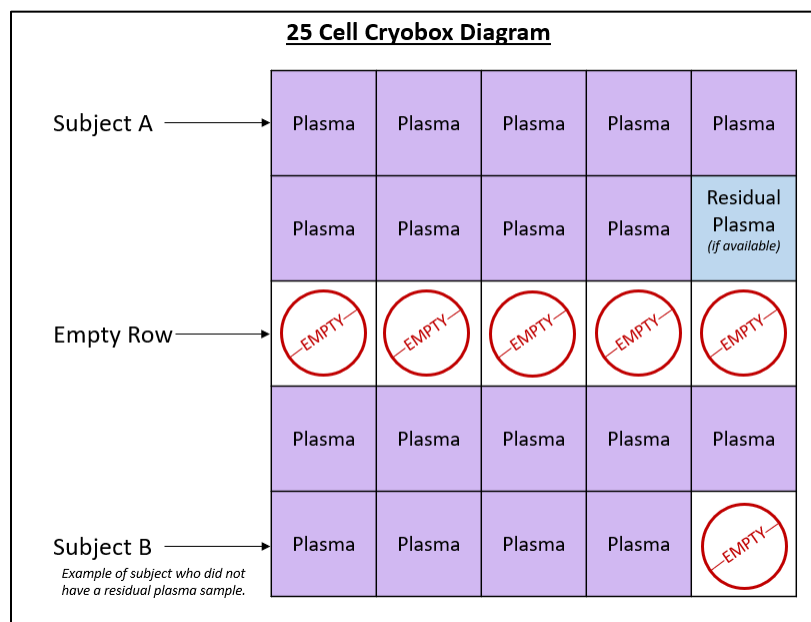 25 Cell Cryobox Diagram
Subject A
Plasma Plasma Plasma Plasma Plasma
Plasma Plasma Plasma Plasma Residual
Plasma
(if available)
Empty Row
EMPTY EMPTY EMPTY EMPTY EMPTY
Plasma Plasma Plasma Plasma Plasma
Subject B
Plasma Plasma Plasma Plasma EMPTY
Example of subject who did not
have a residual plasma sample.